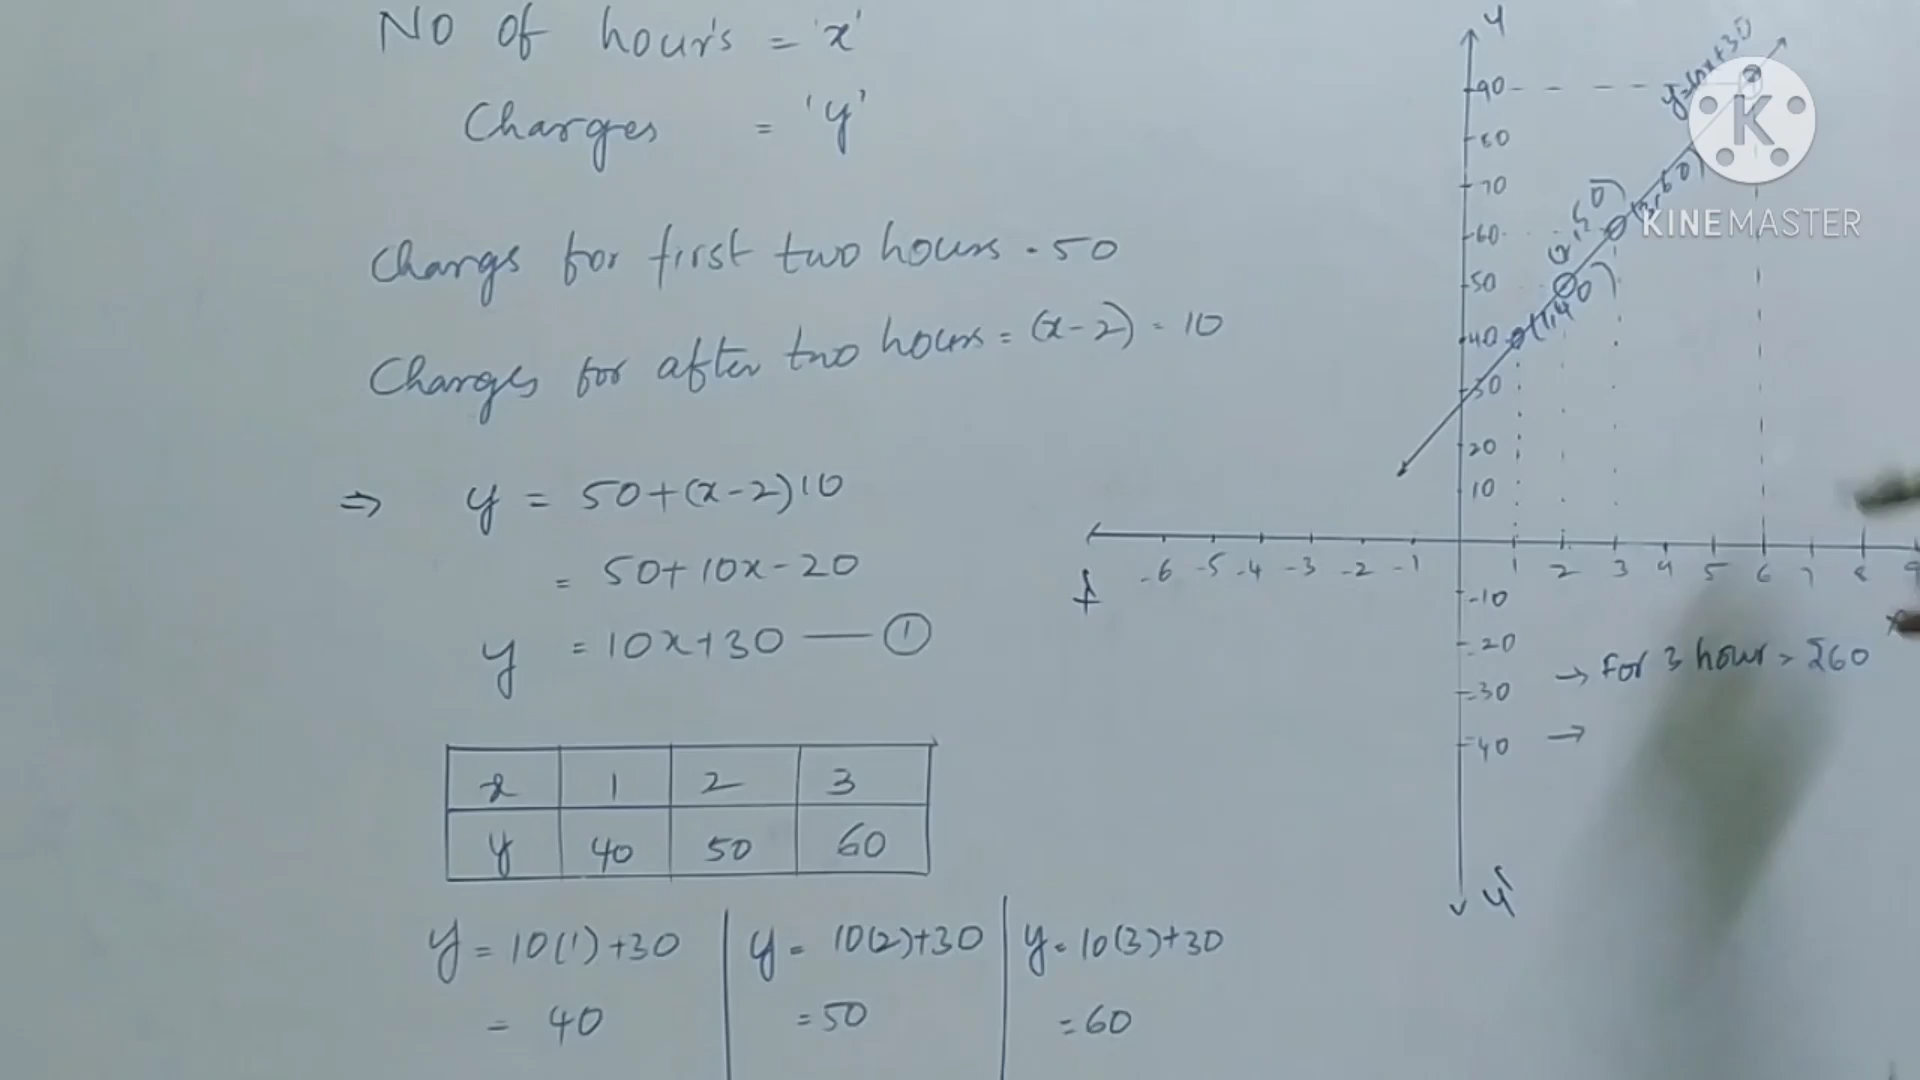 No of hours = 'x'
Charges = 'y'
Chargs for first two hours = 50
Charges for after two hours = (x-2) = 10
⇒ y = 50+(x-2)10
= 50+10x-20
y = 10x+30 — ①
x 1 2 3
y 40 50 60
y = 10(1)+30
= 40
y = 10(2)+30
= 50
y = 10(3)+30
= 60
y
90
80
70
60
50
40
30
20
10
y=10x+30
(3,60)
(2,50)
(1,40)
-6 -5 -4 -3 -2 -1 1 2 3 4 5 6 7 8 9
-10
-20
-30
-40
→ For 3 hour = ₹60
→
y'
K
KINEMASTER